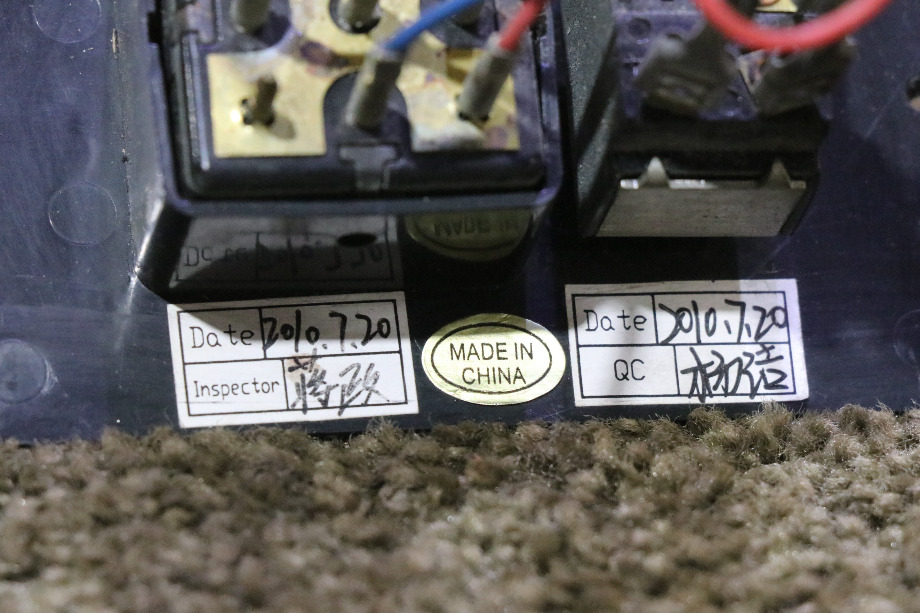 Date 2010.7.20
Inspector
MADE IN
CHINA
Date 2010.7.20
QC